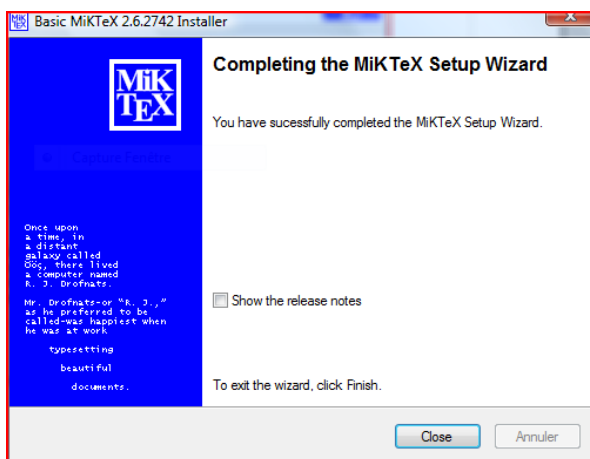 Basic MiKTeX 2.6.2742 Installer
MiK
TEX
Completing the MiKTeX Setup Wizard
You have sucessfully completed the MiKTeX Setup Wizard.
Capture Fenêtre
Once upon
a time, in
a distant
galaxy called
Ööç, there lived
a computer named
R. J. Drofnats.
Mr. Drofnats-or "R. J.,"
as he preferred to be
called-was happiest when
he was at work
typesetting
beautiful
documents.
Show the release notes
To exit the wizard, click Finish.
Close
Annuler